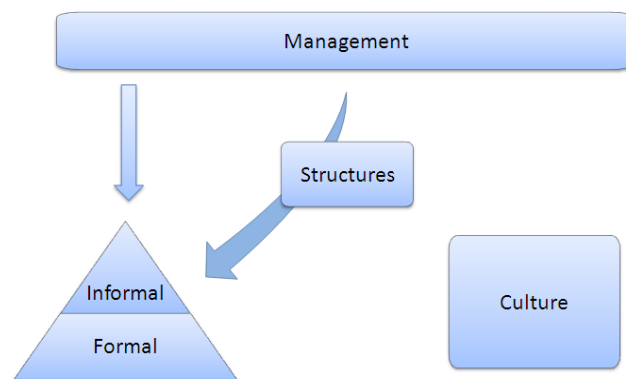 Management
Structures
Informal
Culture
Formal